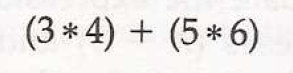 (3 * 4) + (5 * 6)